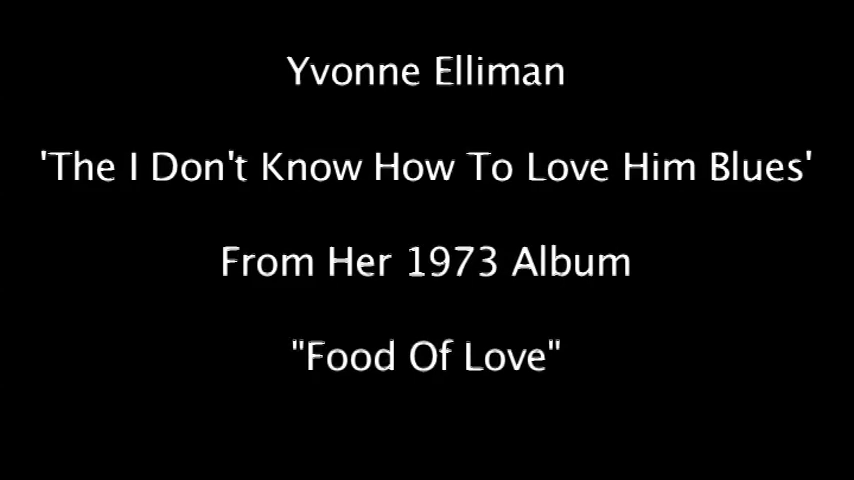 Yvonne Elliman
'The I Don't Know How To Love Him Blues'
From Her 1973 Album
"Food Of Love"